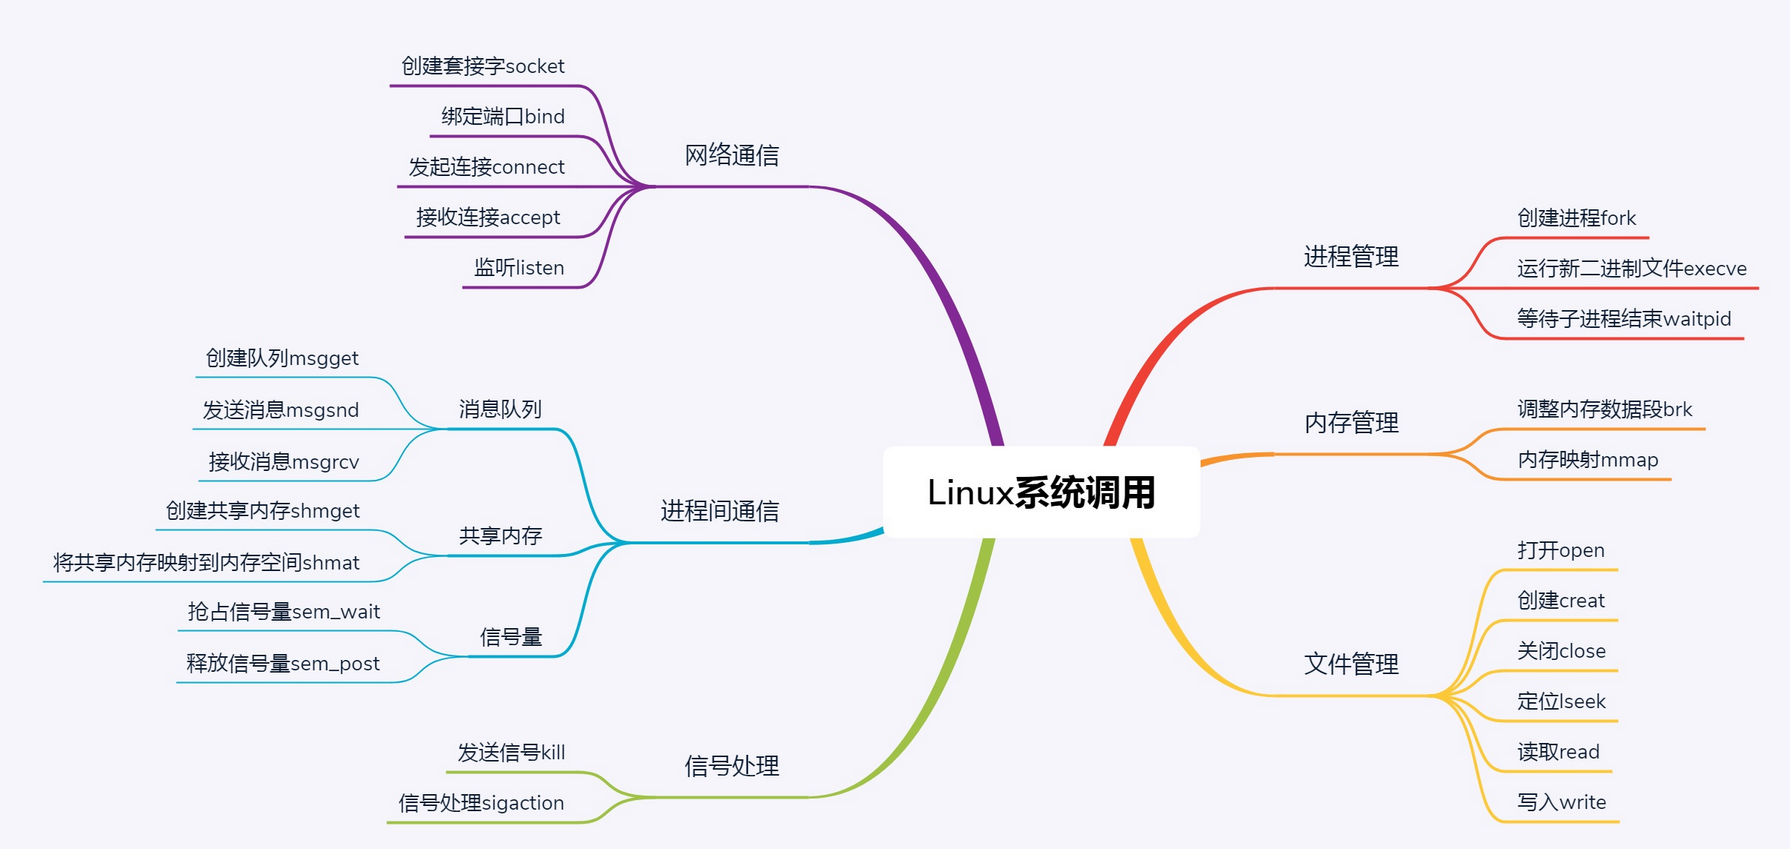 Linux系统调用
进程管理
创建进程fork
运行新二进制文件execve
等待子进程结束waitpid
内存管理
调整内存数据段brk
内存映射mmap
文件管理
打开open
创建creat
关闭close
定位lseek
读取read
写入write
网络通信
创建套接字socket
绑定端口bind
发起连接connect
接收连接accept
监听listen
进程间通信
消息队列
创建队列msgget
发送消息msgsnd
接收消息msgrcv
共享内存
创建共享内存shmget
将共享内存映射到内存空间shmat
信号量
抢占信号量sem_wait
释放信号量sem_post
信号处理
发送信号kill
信号处理sigaction